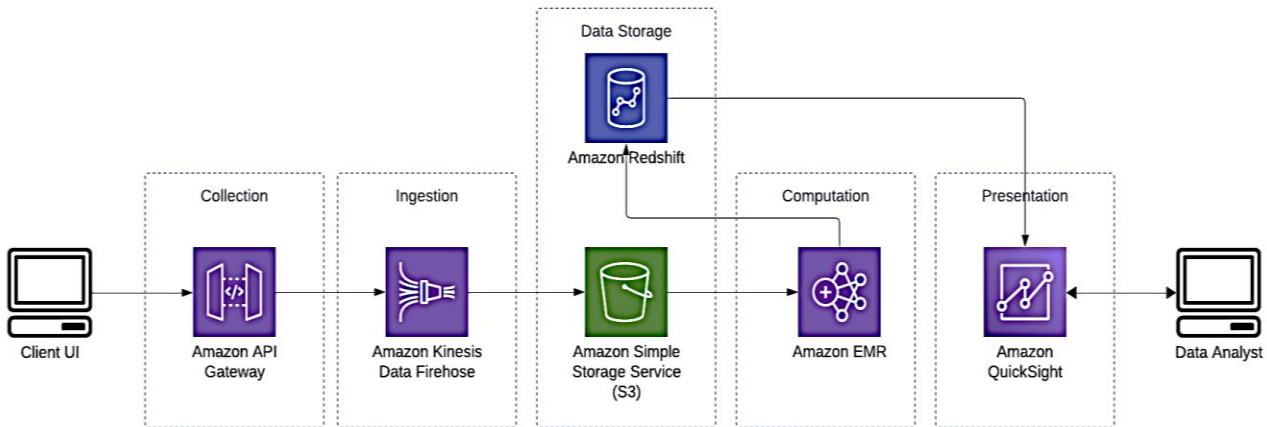 Data Storage
Amazon Redshift
Collection
Ingestion
Computation
Presentation
Client UI
Amazon API
Gateway
Amazon Kinesis
Data Firehose
Amazon Simple
Storage Service
(S3)
Amazon EMR
Amazon
QuickSight
Data Analyst